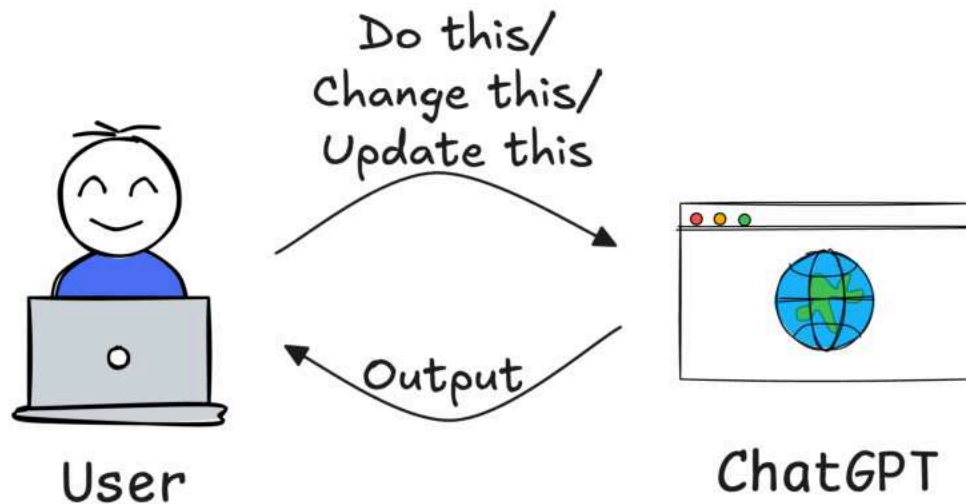 Do this/
Change this/
Update this
Output
User
ChatGPT